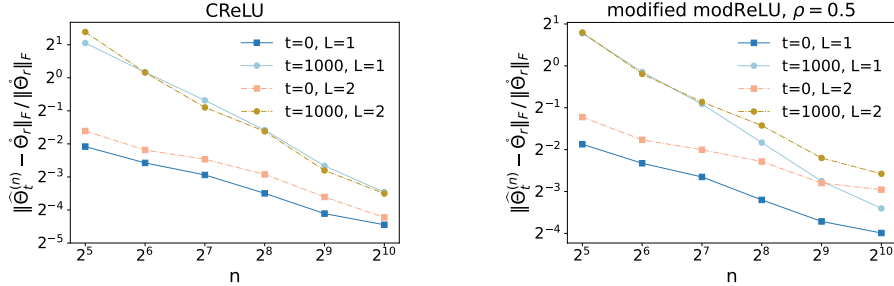 CReLU
‖Θ̂_t^(n) − Θ̊_r‖_F / ‖Θ̊_r‖_F
2^1
2^0
2^−1
2^−2
2^−3
2^−4
2^−5
t=0, L=1
t=1000, L=1
t=0, L=2
t=1000, L=2
2^5 2^6 2^7 2^8 2^9 2^10
n
modified modReLU, ρ = 0.5
‖Θ̂_t^(n) − Θ̊_r‖_F / ‖Θ̊_r‖_F
2^1
2^0
2^−1
2^−2
2^−3
2^−4
t=0, L=1
t=1000, L=1
t=0, L=2
t=1000, L=2
2^5 2^6 2^7 2^8 2^9 2^10
n